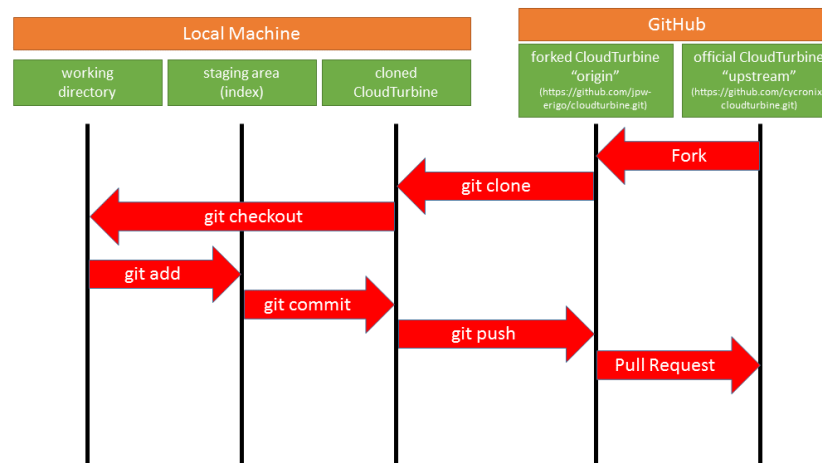 Local Machine
GitHub
working
directory
staging area
(index)
cloned
CloudTurbine
forked CloudTurbine
“origin”
(https://github.com/jpw-
erigo/cloudturbine.git)
official CloudTurbine
“upstream”
(https://github.com/cycronix/
cloudturbine.git)
Fork
git clone
git checkout
git add
git commit
git push
Pull Request